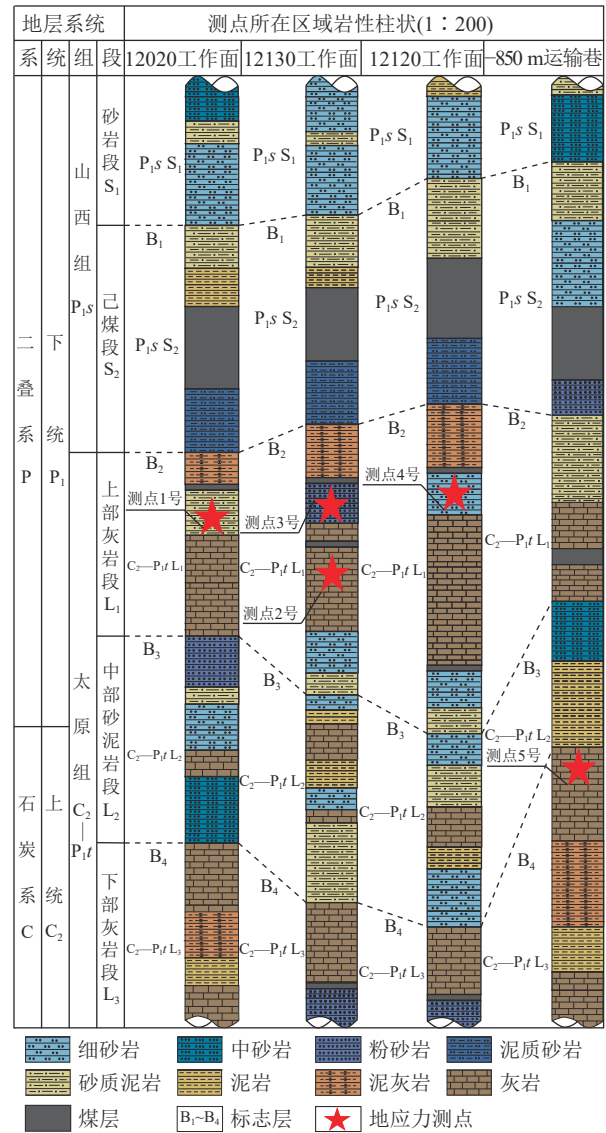 地层系统 测点所在区域岩性柱状(1∶200)
系 统 组 段 12020工作面 12130工作面 12120工作面 -850 m运输巷
二叠系P
石炭系C
下统P₁
上统C₂
山西组P₁s
太原组C₂—P₁t
砂岩段S₁
己煤段S₂
上部灰岩段L₁
中部砂泥岩段L₂
下部灰岩段L₃
P₁s S₁ P₁s S₁ P₁s S₁ P₁s S₁
B₁ B₁ B₁ B₁
P₁s S₂ P₁s S₂ P₁s S₂ P₁s S₂
B₂ B₂ B₂ B₂
测点1号 测点3号 测点4号
C₂—P₁t L₁ C₂—P₁t L₁ C₂—P₁t L₁ C₂—P₁t L₁
测点2号
B₃ B₃ B₃ B₃
C₂—P₁t L₂ C₂—P₁t L₂ C₂—P₁t L₂ C₂—P₁t L₂
测点5号
B₄ B₄ B₄ B₄
C₂—P₁t L₃ C₂—P₁t L₃ C₂—P₁t L₃ C₂—P₁t L₃
细砂岩 中砂岩 粉砂岩 泥质砂岩
砂质泥岩 泥岩 泥灰岩 灰岩
煤层 B₁~B₄ 标志层 地应力测点